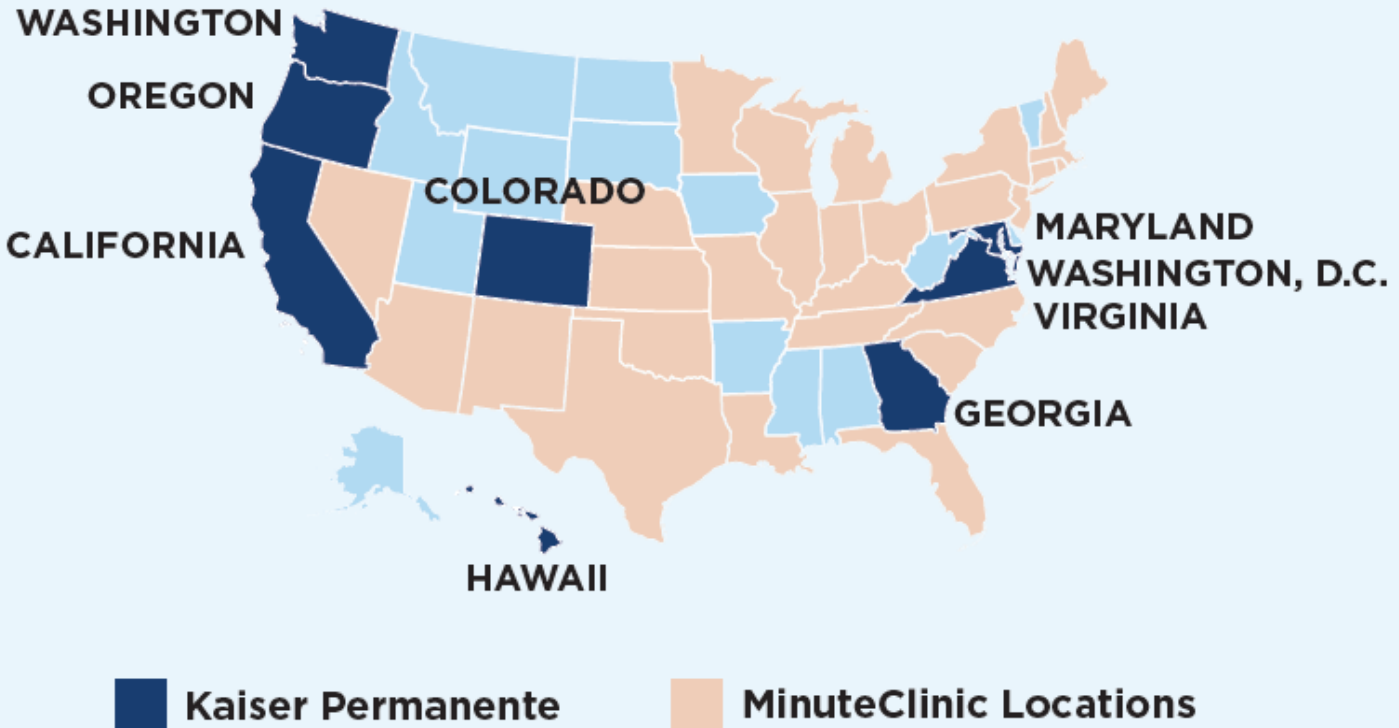 WASHINGTON
OREGON
COLORADO
CALIFORNIA
MARYLAND
WASHINGTON, D.C.
VIRGINIA
GEORGIA
HAWAII
Kaiser Permanente
MinuteClinic Locations